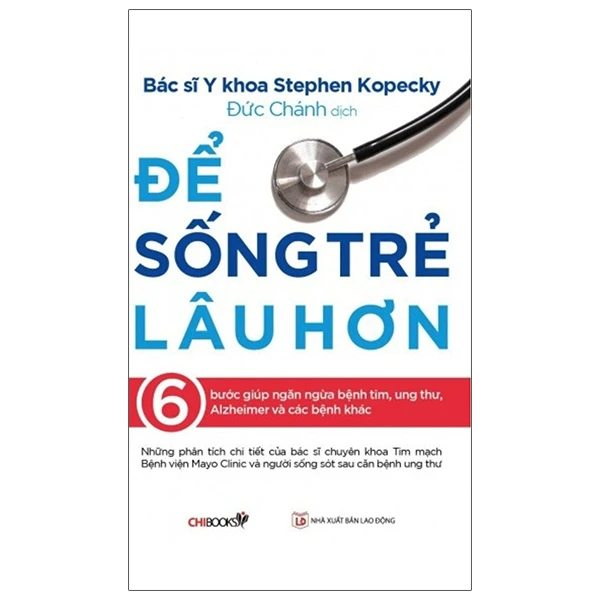 Bác sĩ Y khoa Stephen Kopecky
Đức Chánh dịch
ĐỂ
SỐNG TRẺ
LÂU HƠN
6
bước giúp ngăn ngừa bệnh tim, ung thư,
Alzheimer và các bệnh khác
Những phân tích chi tiết của bác sĩ chuyên khoa Tim mạch
Bệnh viện Mayo Clinic và người sống sót sau căn bệnh ung thư
CHIBOOKS
LĐ NHÀ XUẤT BẢN LAO ĐỘNG